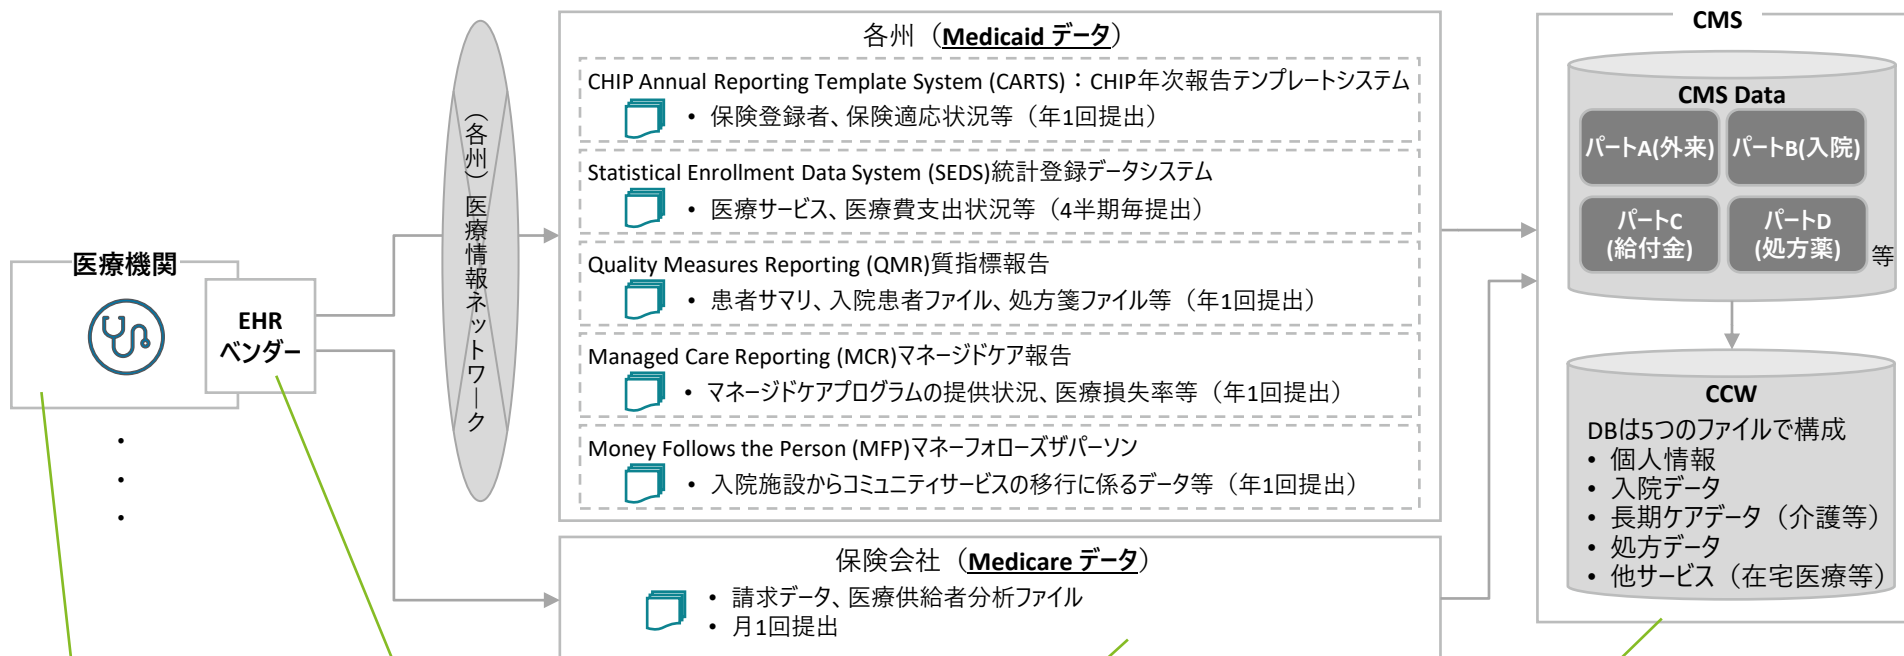 医療機関
EHR
ベンダー
・
・
・
(各州)医療情報ネットワーク
各州（Medicaid データ）
CHIP Annual Reporting Template System (CARTS)：CHIP年次報告テンプレートシステム
• 保険登録者、保険適応状況等（年1回提出）
Statistical Enrollment Data System (SEDS)統計登録データシステム
• 医療サービス、医療費支出状況等（4半期毎提出）
Quality Measures Reporting (QMR)質指標報告
• 患者サマリ、入院患者ファイル、処方箋ファイル等（年1回提出）
Managed Care Reporting (MCR)マネージドケア報告
• マネージドケアプログラムの提供状況、医療損失率等（年1回提出）
Money Follows the Person (MFP)マネーフォローズザパーソン
• 入院施設からコミュニティサービスの移行に係るデータ等（年1回提出）
保険会社（Medicare データ）
• 請求データ、医療供給者分析ファイル
• 月1回提出
CMS
CMS Data
パートA(外来)
パートB(入院)
パートC
(給付金)
パートD
(処方薬)
等
CCW
DBは5つのファイルで構成
• 個人情報
• 入院データ
• 長期ケアデータ（介護等）
• 処方データ
• 他サービス（在宅医療等）